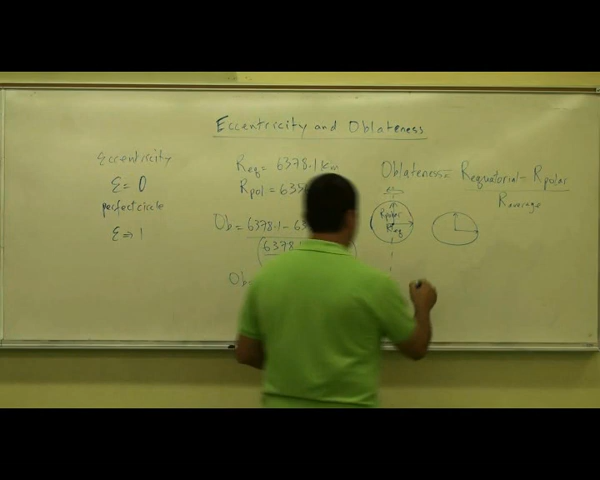 Eccentricity and Oblateness
eccentricity
ε = 0
perfect circle
ε ⇒ 1
Req = 6378.1 km
Rpol = 635
Ob = 6378.1 - 63
6378.1
Ob
Oblateness = Requatorial - Rpolar
Raverage
Rpolar
Req